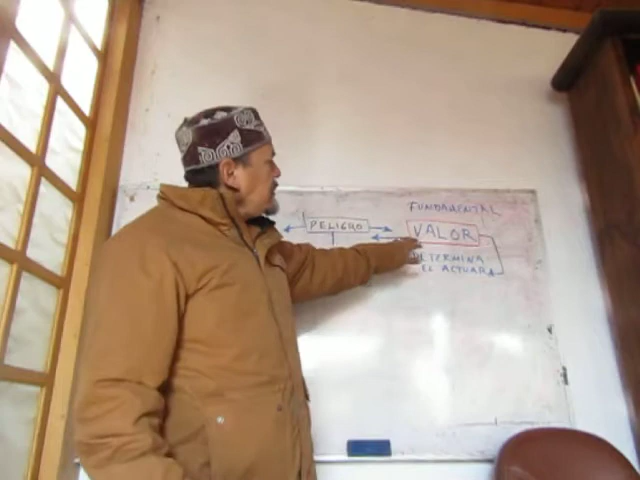 FUNDAMENTAL
PELIGRO
VALOR
DETERMINA
EL ACTUAR